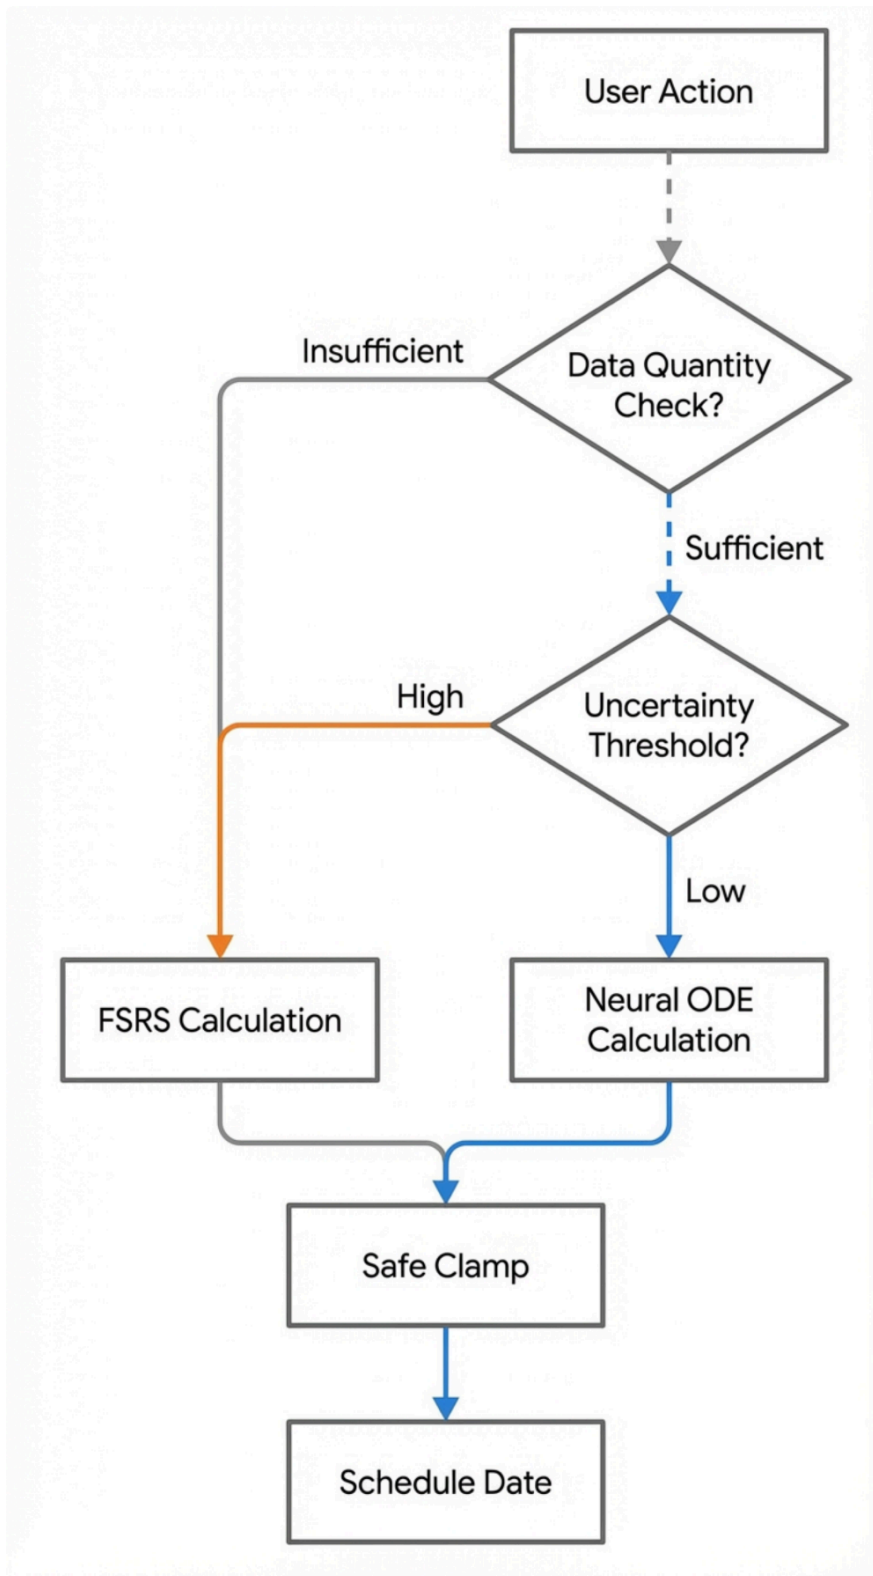 User Action
Insufficient
Data Quantity
Check?
Sufficient
High
Uncertainty
Threshold?
Low
FSRS Calculation
Neural ODE
Calculation
Safe Clamp
Schedule Date